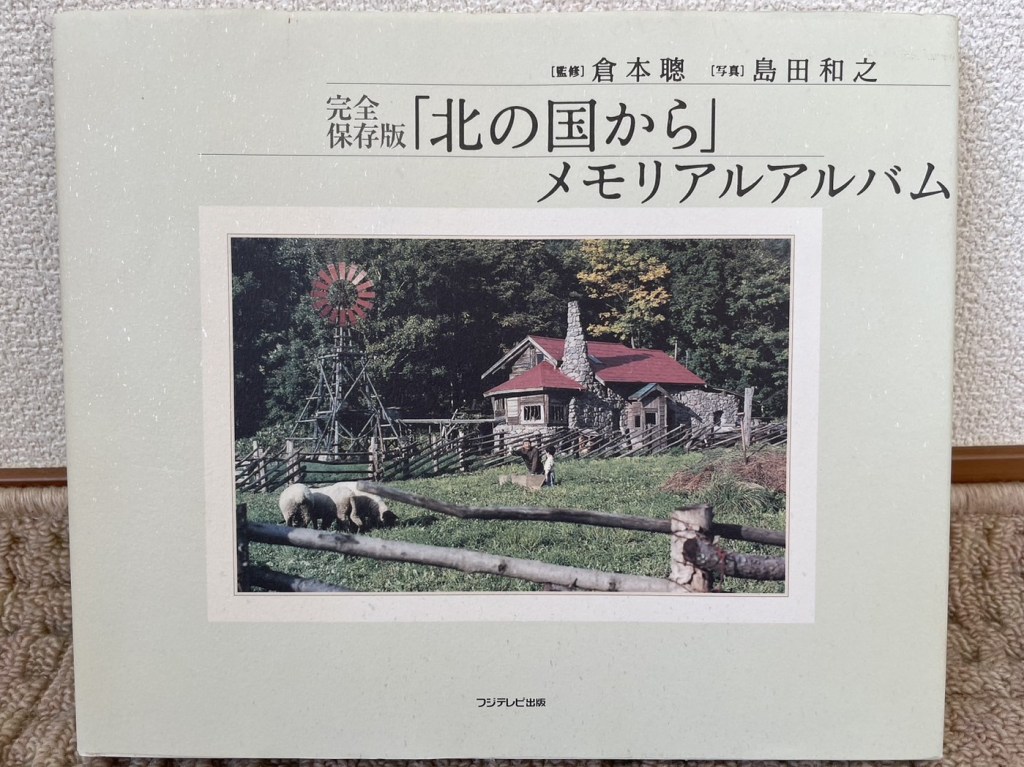 [監修] 倉本聰 [写真] 島田和之
完全
保存版「北の国から」
メモリアルアルバム
フジテレビ出版